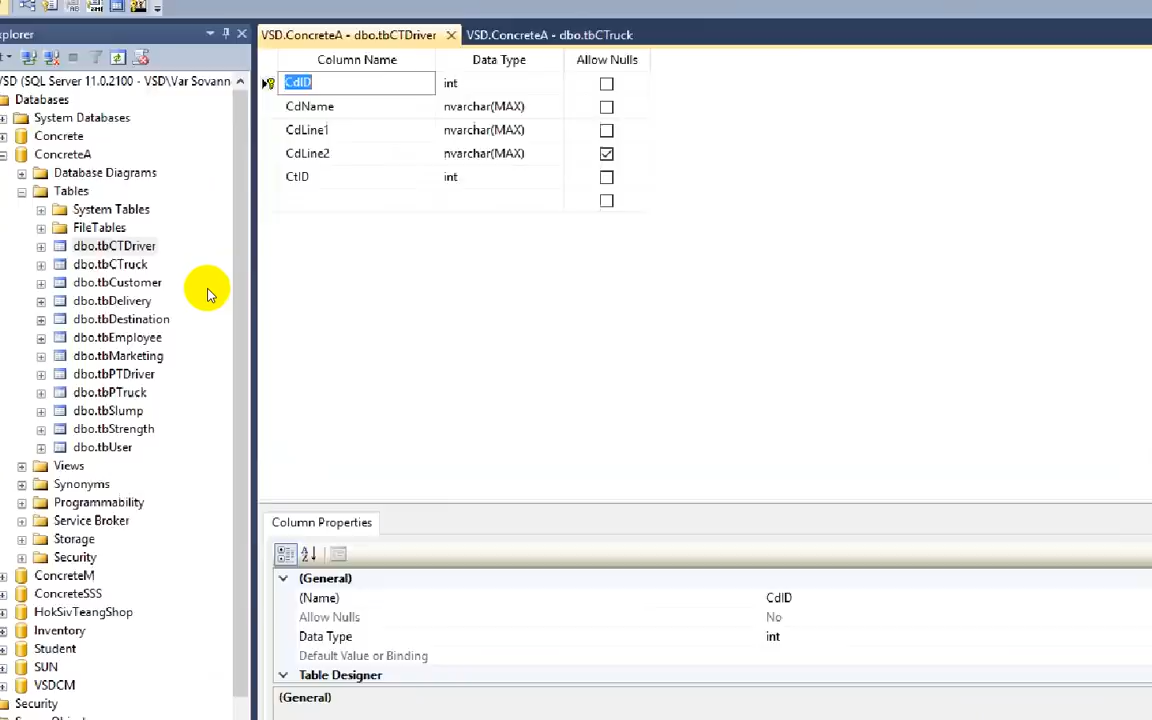 xplorer
VSD (SQL Server 11.0.2100 - VSD\Var Sovann
Databases
System Databases
Concrete
ConcreteA
Database Diagrams
Tables
System Tables
FileTables
dbo.tbCTDriver
dbo.tbCTruck
dbo.tbCustomer
dbo.tbDelivery
dbo.tbDestination
dbo.tbEmployee
dbo.tbMarketing
dbo.tbPTDriver
dbo.tbPTruck
dbo.tbSlump
dbo.tbStrength
dbo.tbUser
Views
Synonyms
Programmability
Service Broker
Storage
Security
ConcreteM
ConcreteSSS
HokSivTeangShop
Inventory
Student
SUN
VSDCM
Security
VSD.ConcreteA - dbo.tbCTDriver
VSD.ConcreteA - dbo.tbCTruck
Column Name Data Type Allow Nulls
CdID int
CdName nvarchar(MAX)
CdLine1 nvarchar(MAX)
CdLine2 nvarchar(MAX)
CtID int
Column Properties
(General)
(Name) CdID
Allow Nulls No
Data Type int
Default Value or Binding
Table Designer
(General)